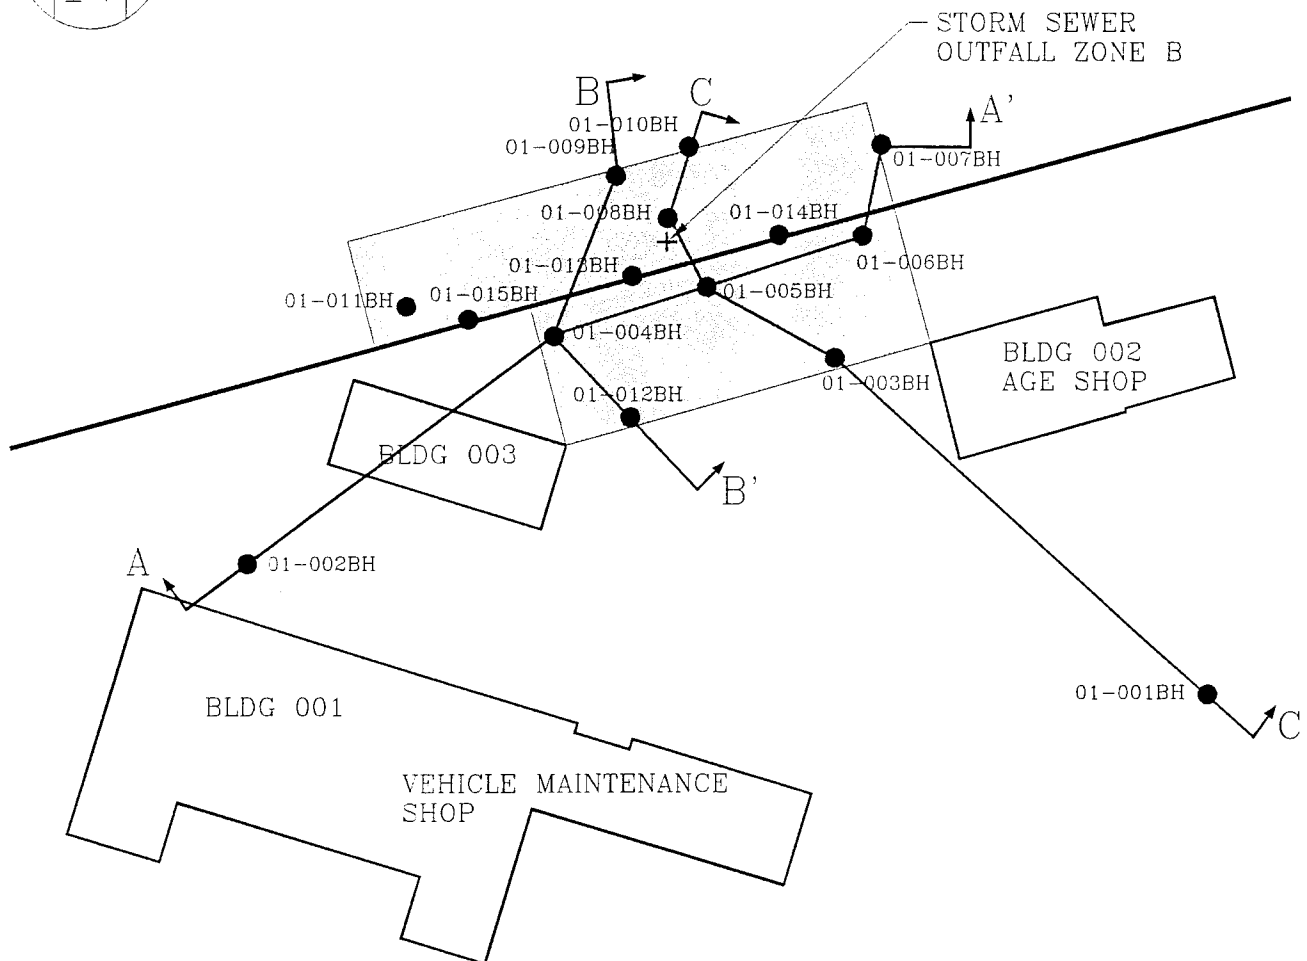 STORM SEWER
OUTFALL ZONE B
B
C
A'
01-010BH
01-009BH
01-007BH
01-008BH
01-014BH
01-006BH
01-013BH
01-005BH
01-011BH
01-015BH
01-004BH
BLDG 002
AGE SHOP
01-003BH
01-012BH
BLDG 003
B'
A
01-002BH
01-001BH
BLDG 001
C
VEHICLE MAINTENANCE
SHOP